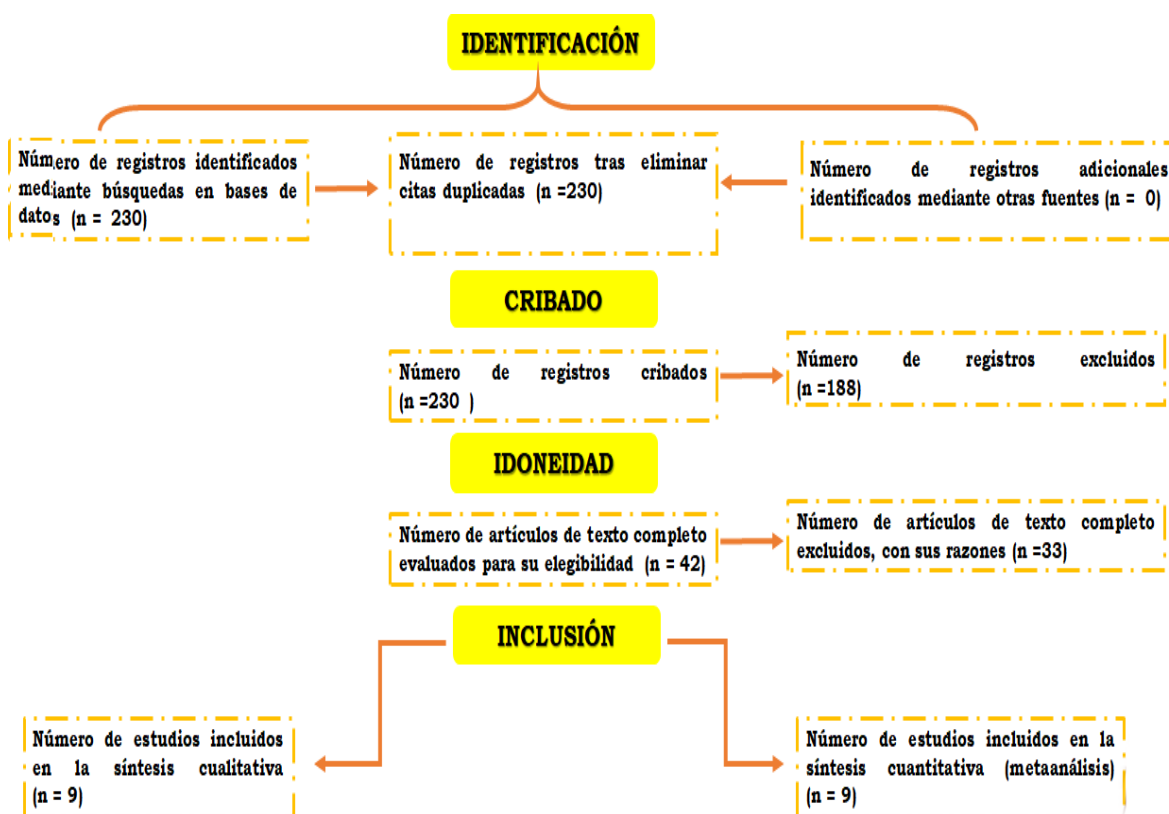 IDENTIFICACIÓN
Número de registros identificados
mediante búsquedas en bases de
datos (n = 230)
Número de registros tras eliminar
citas duplicadas (n =230)
Número de registros adicionales
identificados mediante otras fuentes (n = 0)
CRIBADO
Número de registros cribados
(n =230 )
Número de registros excluidos
(n =188)
IDONEIDAD
Número de artículos de texto completo
evaluados para su elegibilidad (n = 42)
Número de artículos de texto completo
excluidos, con sus razones (n =33)
INCLUSIÓN
Número de estudios incluidos
en la síntesis cualitativa
(n = 9)
Número de estudios incluidos en la
síntesis cuantitativa (metaanálisis)
(n = 9)